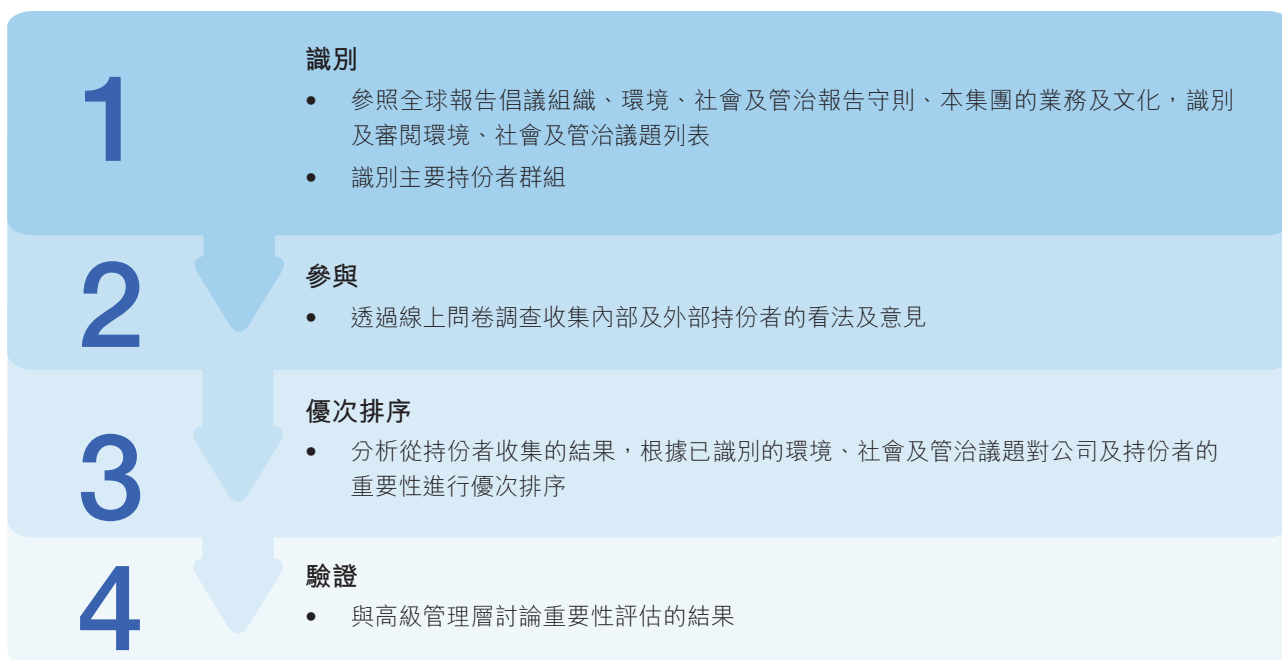 1
識別
• 參照全球報告倡議組織、環境、社會及管治報告守則、本集團的業務及文化，識別
及審閱環境、社會及管治議題列表
• 識別主要持份者群組
2
參與
• 透過線上問卷調查收集內部及外部持份者的看法及意見
3
優次排序
• 分析從持份者收集的結果，根據已識別的環境、社會及管治議題對公司及持份者的
重要性進行優次排序
4
驗證
• 與高級管理層討論重要性評估的結果